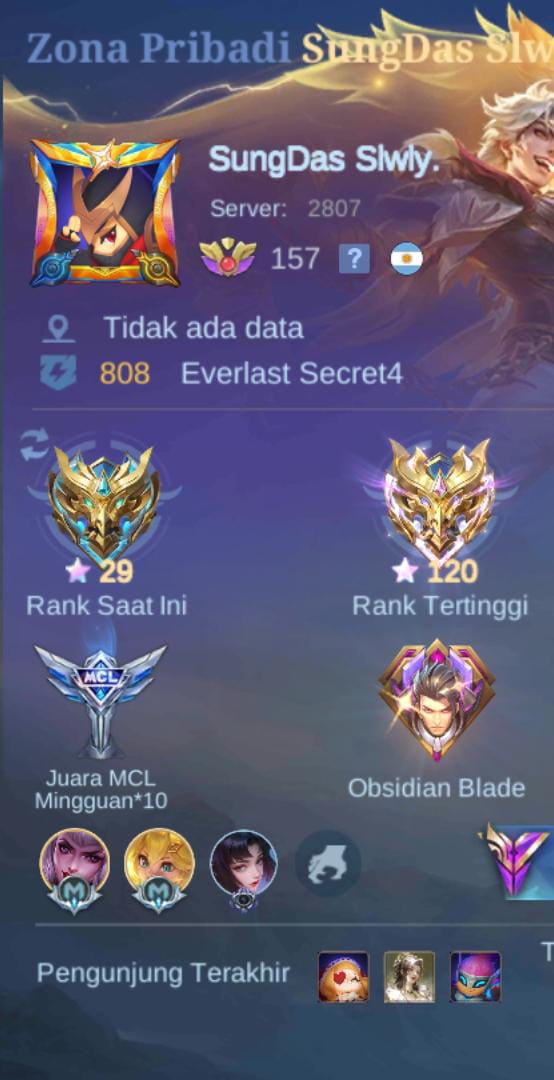 Zona Pribadi SungDas Slw
SungDas Slwly.
Server: 2807
157 ?
Tidak ada data
808 Everlast Secret4
29
120
Rank Saat Ini
Rank Tertinggi
MCL
Juara MCL
Mingguan*10
Obsidian Blade
M M
T
Pengunjung Terakhir